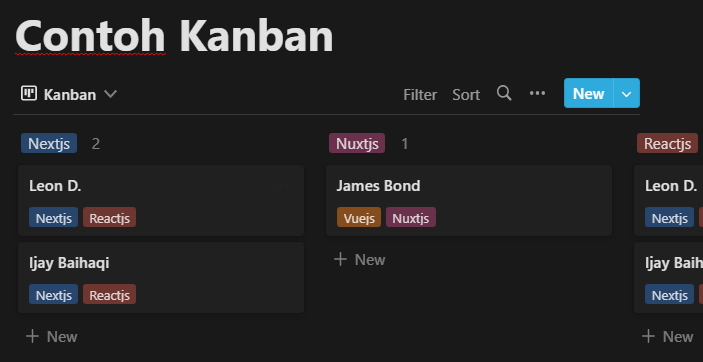 Contoh Kanban
Kanban Filter Sort New
Nextjs 2
Leon D.
Nextjs Reactjs
Ijay Baihaqi
Nextjs Reactjs
+ New
Nuxtjs 1
James Bond
Vuejs Nuxtjs
+ New
Reactjs
Leon D.
Nextjs
Ijay Baih
Nextjs
+ New